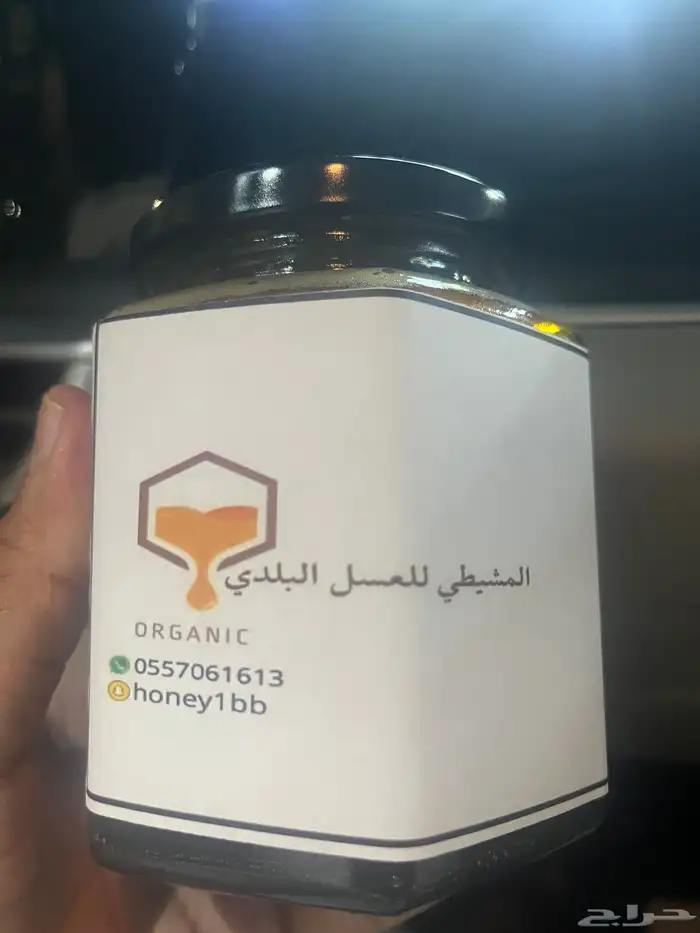 المشيطي للعسل البلدي
ORGANIC
0557061613
honey1bb
حراج